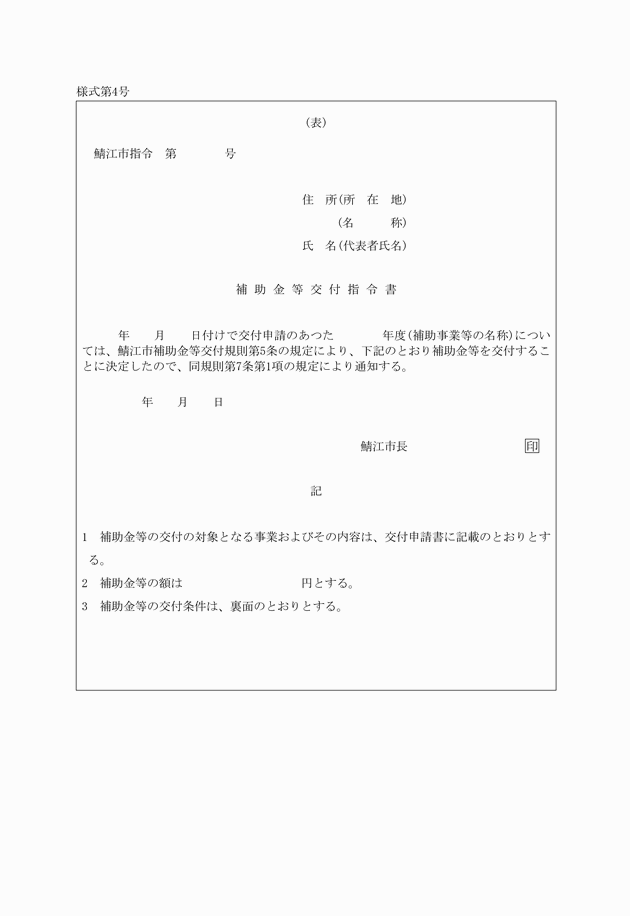 様式第4号
(表)
鯖江市指令　第　　　　号
住　所(所　在　地)
(名　　　称)
氏　名(代表者氏名)
補助金等交付指令書
年　　月　　日付けで交付申請のあつた　　　　年度(補助事業等の名称)につい
ては、鯖江市補助金等交付規則第5条の規定により、下記のとおり補助金等を交付するこ
とに決定したので、同規則第7条第1項の規定により通知する。
年　　月　　日
鯖江市長　　　　　　　　　　印
記
1　補助金等の交付の対象となる事業およびその内容は、交付申請書に記載のとおりとす
る。
2　補助金等の額は　　　　　　　　　　円とする。
3　補助金等の交付条件は、裏面のとおりとする。